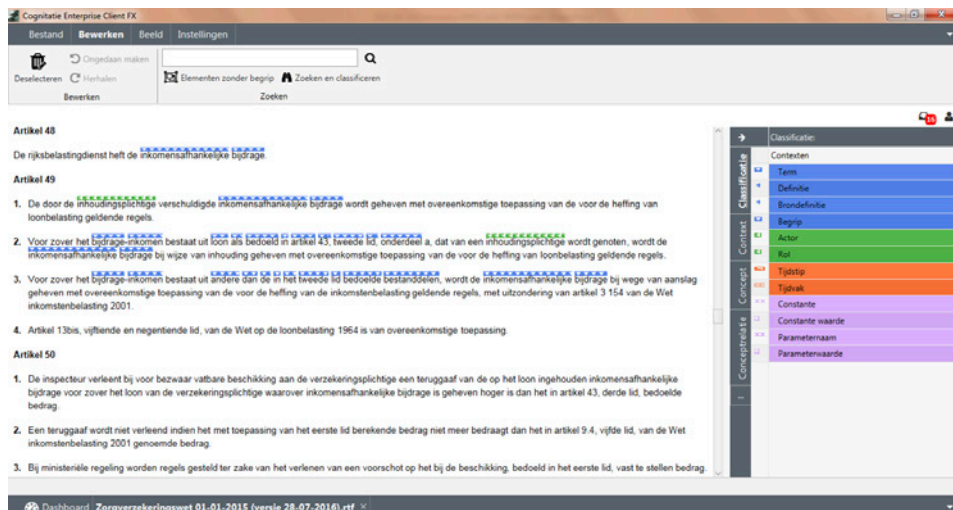 Cognitatie Enterprise Client FX
Bestand Bewerken Beeld Instellingen
Ongedaan maken
Deselecteren Herhalen
Elementen zonder begrip Zoeken en classificeren
Bewerken Zoeken
16
Artikel 48
De rijksbelastingdienst heft de inkomensafhankelijke bijdrage.
Artikel 49
1. De door de inhoudingsplichtige verschuldigde inkomensafhankelijke bijdrage wordt geheven met overeenkomstige toepassing van de voor de heffing van
loonbelasting geldende regels.
2. Voor zover het bijdrage-inkomen bestaat uit loon als bedoeld in artikel 43, tweede lid, onderdeel a, dat van een inhoudingsplichtige wordt genoten, wordt de
inkomensafhankelijke bijdrage bij wijze van inhouding geheven met overeenkomstige toepassing van de voor de heffing van loonbelasting geldende regels.
3. Voor zover het bijdrage-inkomen bestaat uit andere dan de in het tweede lid bedoelde bestanddelen, wordt de inkomensafhankelijke bijdrage bij wege van aanslag
geheven met overeenkomstige toepassing van de voor de heffing van de inkomstenbelasting geldende regels, met uitzondering van artikel 3 154 van de Wet
inkomstenbelasting 2001.
4. Artikel 13bis, vijftiende en negentiende lid, van de Wet op de loonbelasting 1964 is van overeenkomstige toepassing.
Artikel 50
1. De inspecteur verleent bij voor bezwaar vatbare beschikking aan de verzekeringsplichtige een teruggaaf van de op het loon ingehouden inkomensafhankelijke
bijdrage voor zover het loon van de verzekeringsplichtige waarover inkomensafhankelijke bijdrage is geheven hoger is dan het in artikel 43, derde lid, bedoelde
bedrag.
2. Een teruggaaf wordt niet verleend indien het met toepassing van het eerste lid berekende bedrag niet meer bedraagt dan het in artikel 9.4, vijfde lid, van de Wet
inkomstenbelasting 2001 genoemde bedrag.
3. Bij ministeriële regeling worden regels gesteld ter zake van het verlenen van een voorschot op het bij de beschikking, bedoeld in het eerste lid, vast te stellen bedrag.
Classificatie
Context
Concept
Conceptrelatie
...
Classificatie:
Contexten
Term
Definitie
Brondefinitie
Begrip
Actor
Rol
Tijdstip
Tijdvak
Constante
Constante waarde
Parameternaam
Parameterwaarde
Dashboard Zorgverzekeringswet 01-01-2015 (versie 28-07-2016).rtf